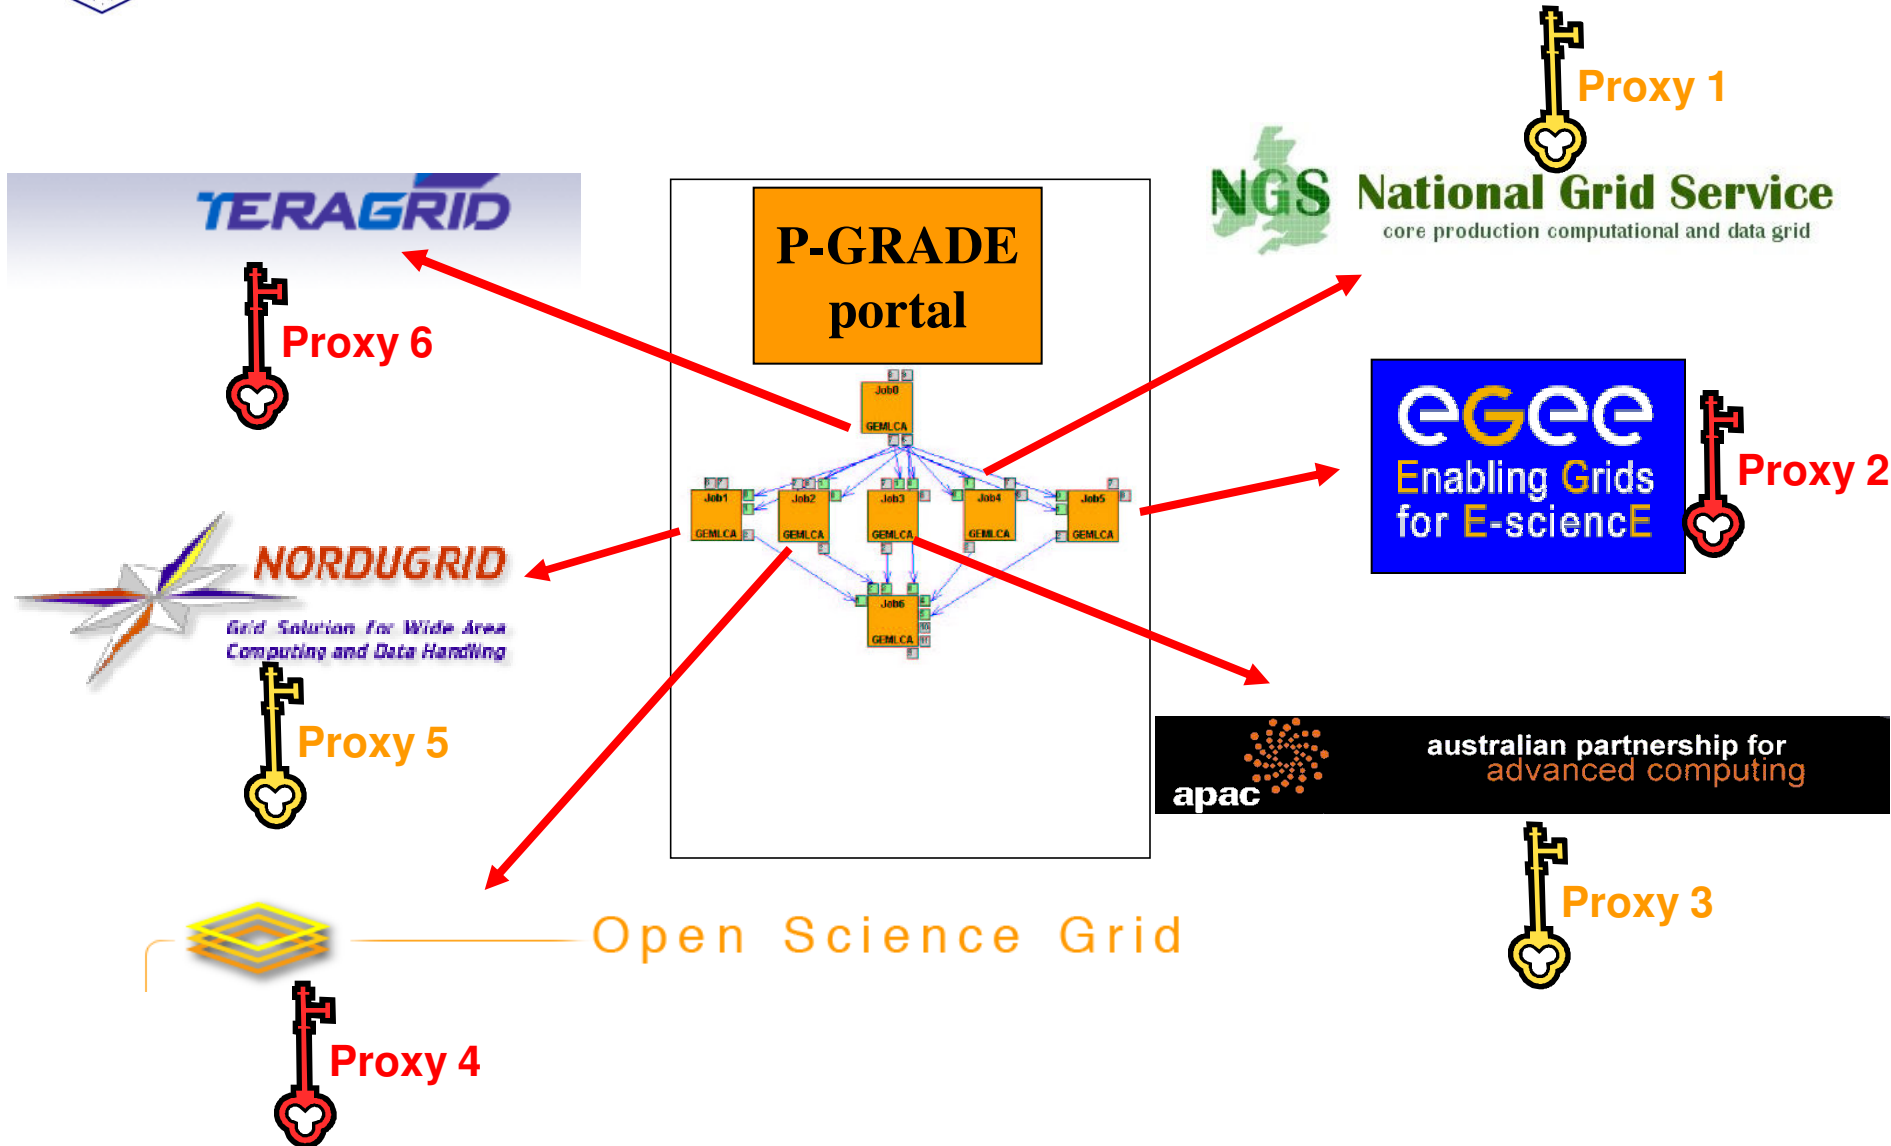 Proxy 1
TERAGRID
NGS National Grid Service
core production computational and data grid
P-GRADE
portal
Proxy 6
Job0
GEMLCA
egee
Enabling Grids
for E-sciencE
Proxy 2
Job1
GEMLCA
Job2
GEMLCA
Job3
GEMLCA
Job4
GEMLCA
Job5
GEMLCA
NORDUGRID
Grid Solution for Wide Area
Computing and Data Handling
Job6
GEMLCA
Proxy 5
apac
australian partnership for
advanced computing
Proxy 3
Open Science Grid
Proxy 4